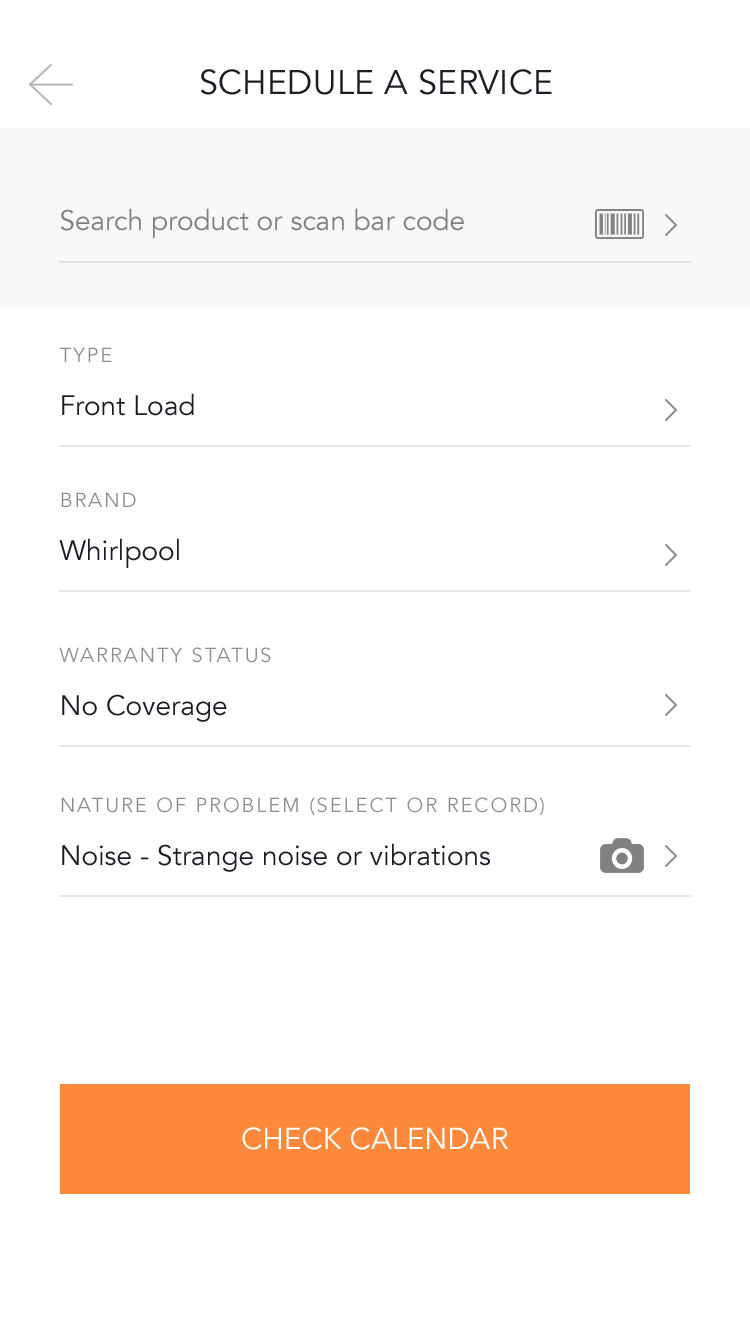 SCHEDULE A SERVICE
Search product or scan bar code
TYPE
Front Load
BRAND
Whirlpool
WARRANTY STATUS
No Coverage
NATURE OF PROBLEM (SELECT OR RECORD)
Noise - Strange noise or vibrations
CHECK CALENDAR